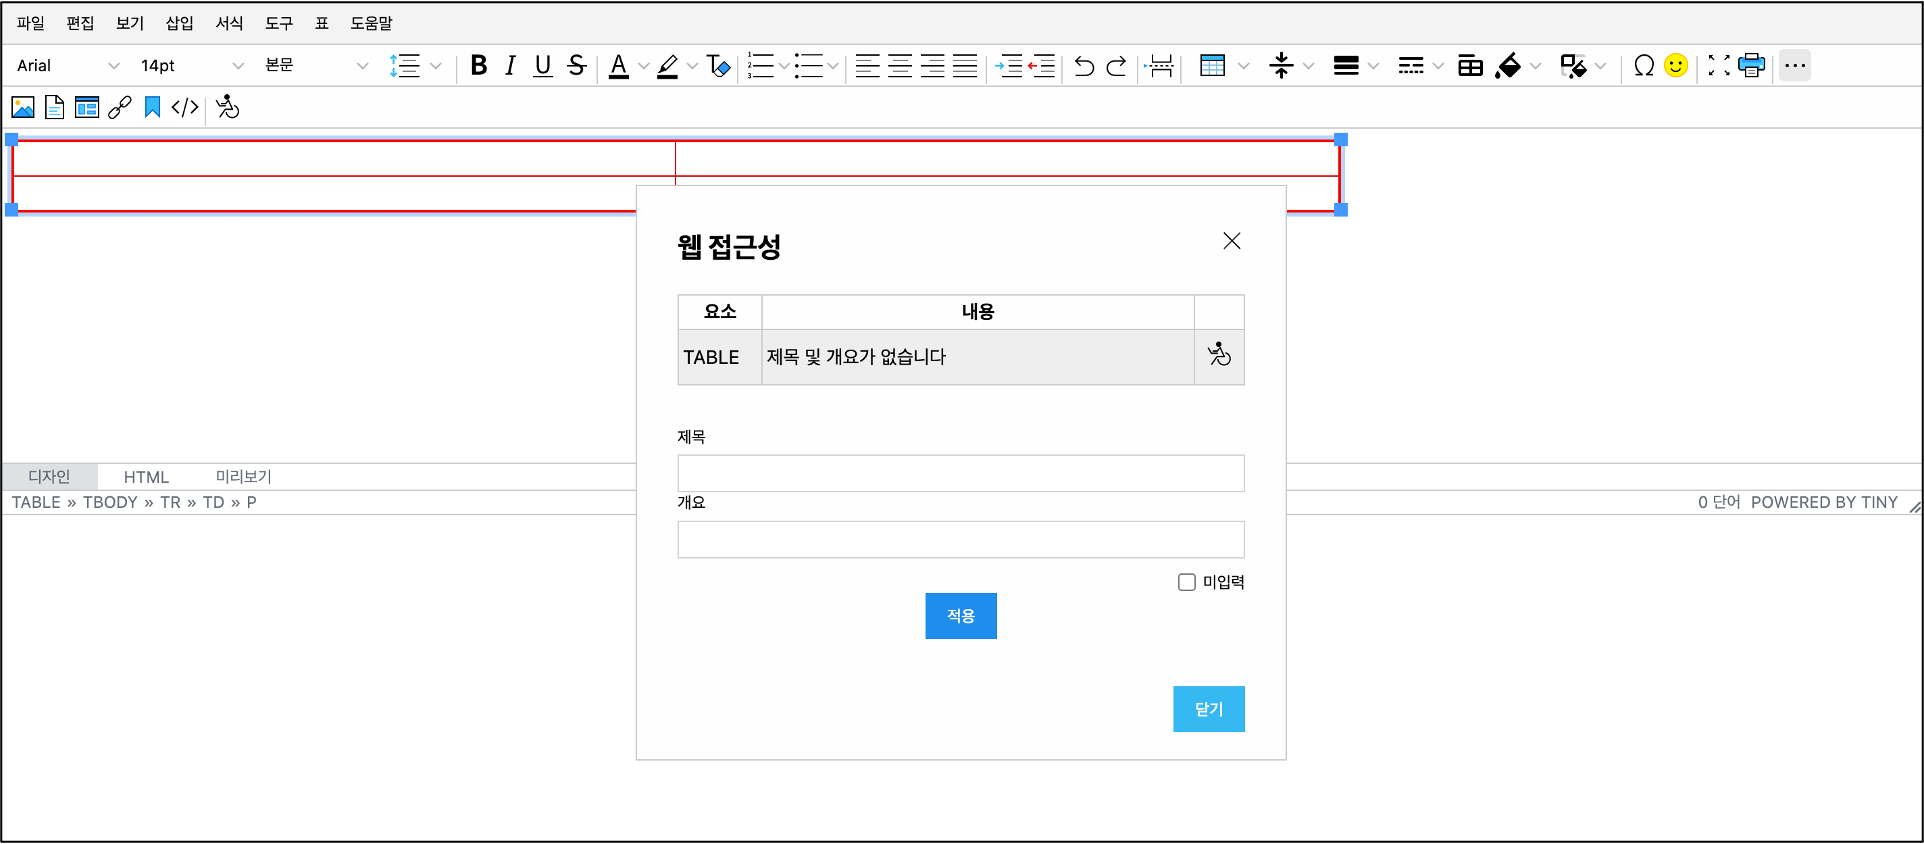 파일 편집 보기 삽입 서식 도구 표 도움말
Arial 14pt 본문
웹 접근성
요소 내용
TABLE 제목 및 개요가 없습니다
제목
개요
미입력
적용
닫기
디자인 HTML 미리보기
TABLE » TBODY » TR » TD » P 0 단어 POWERED BY TINY